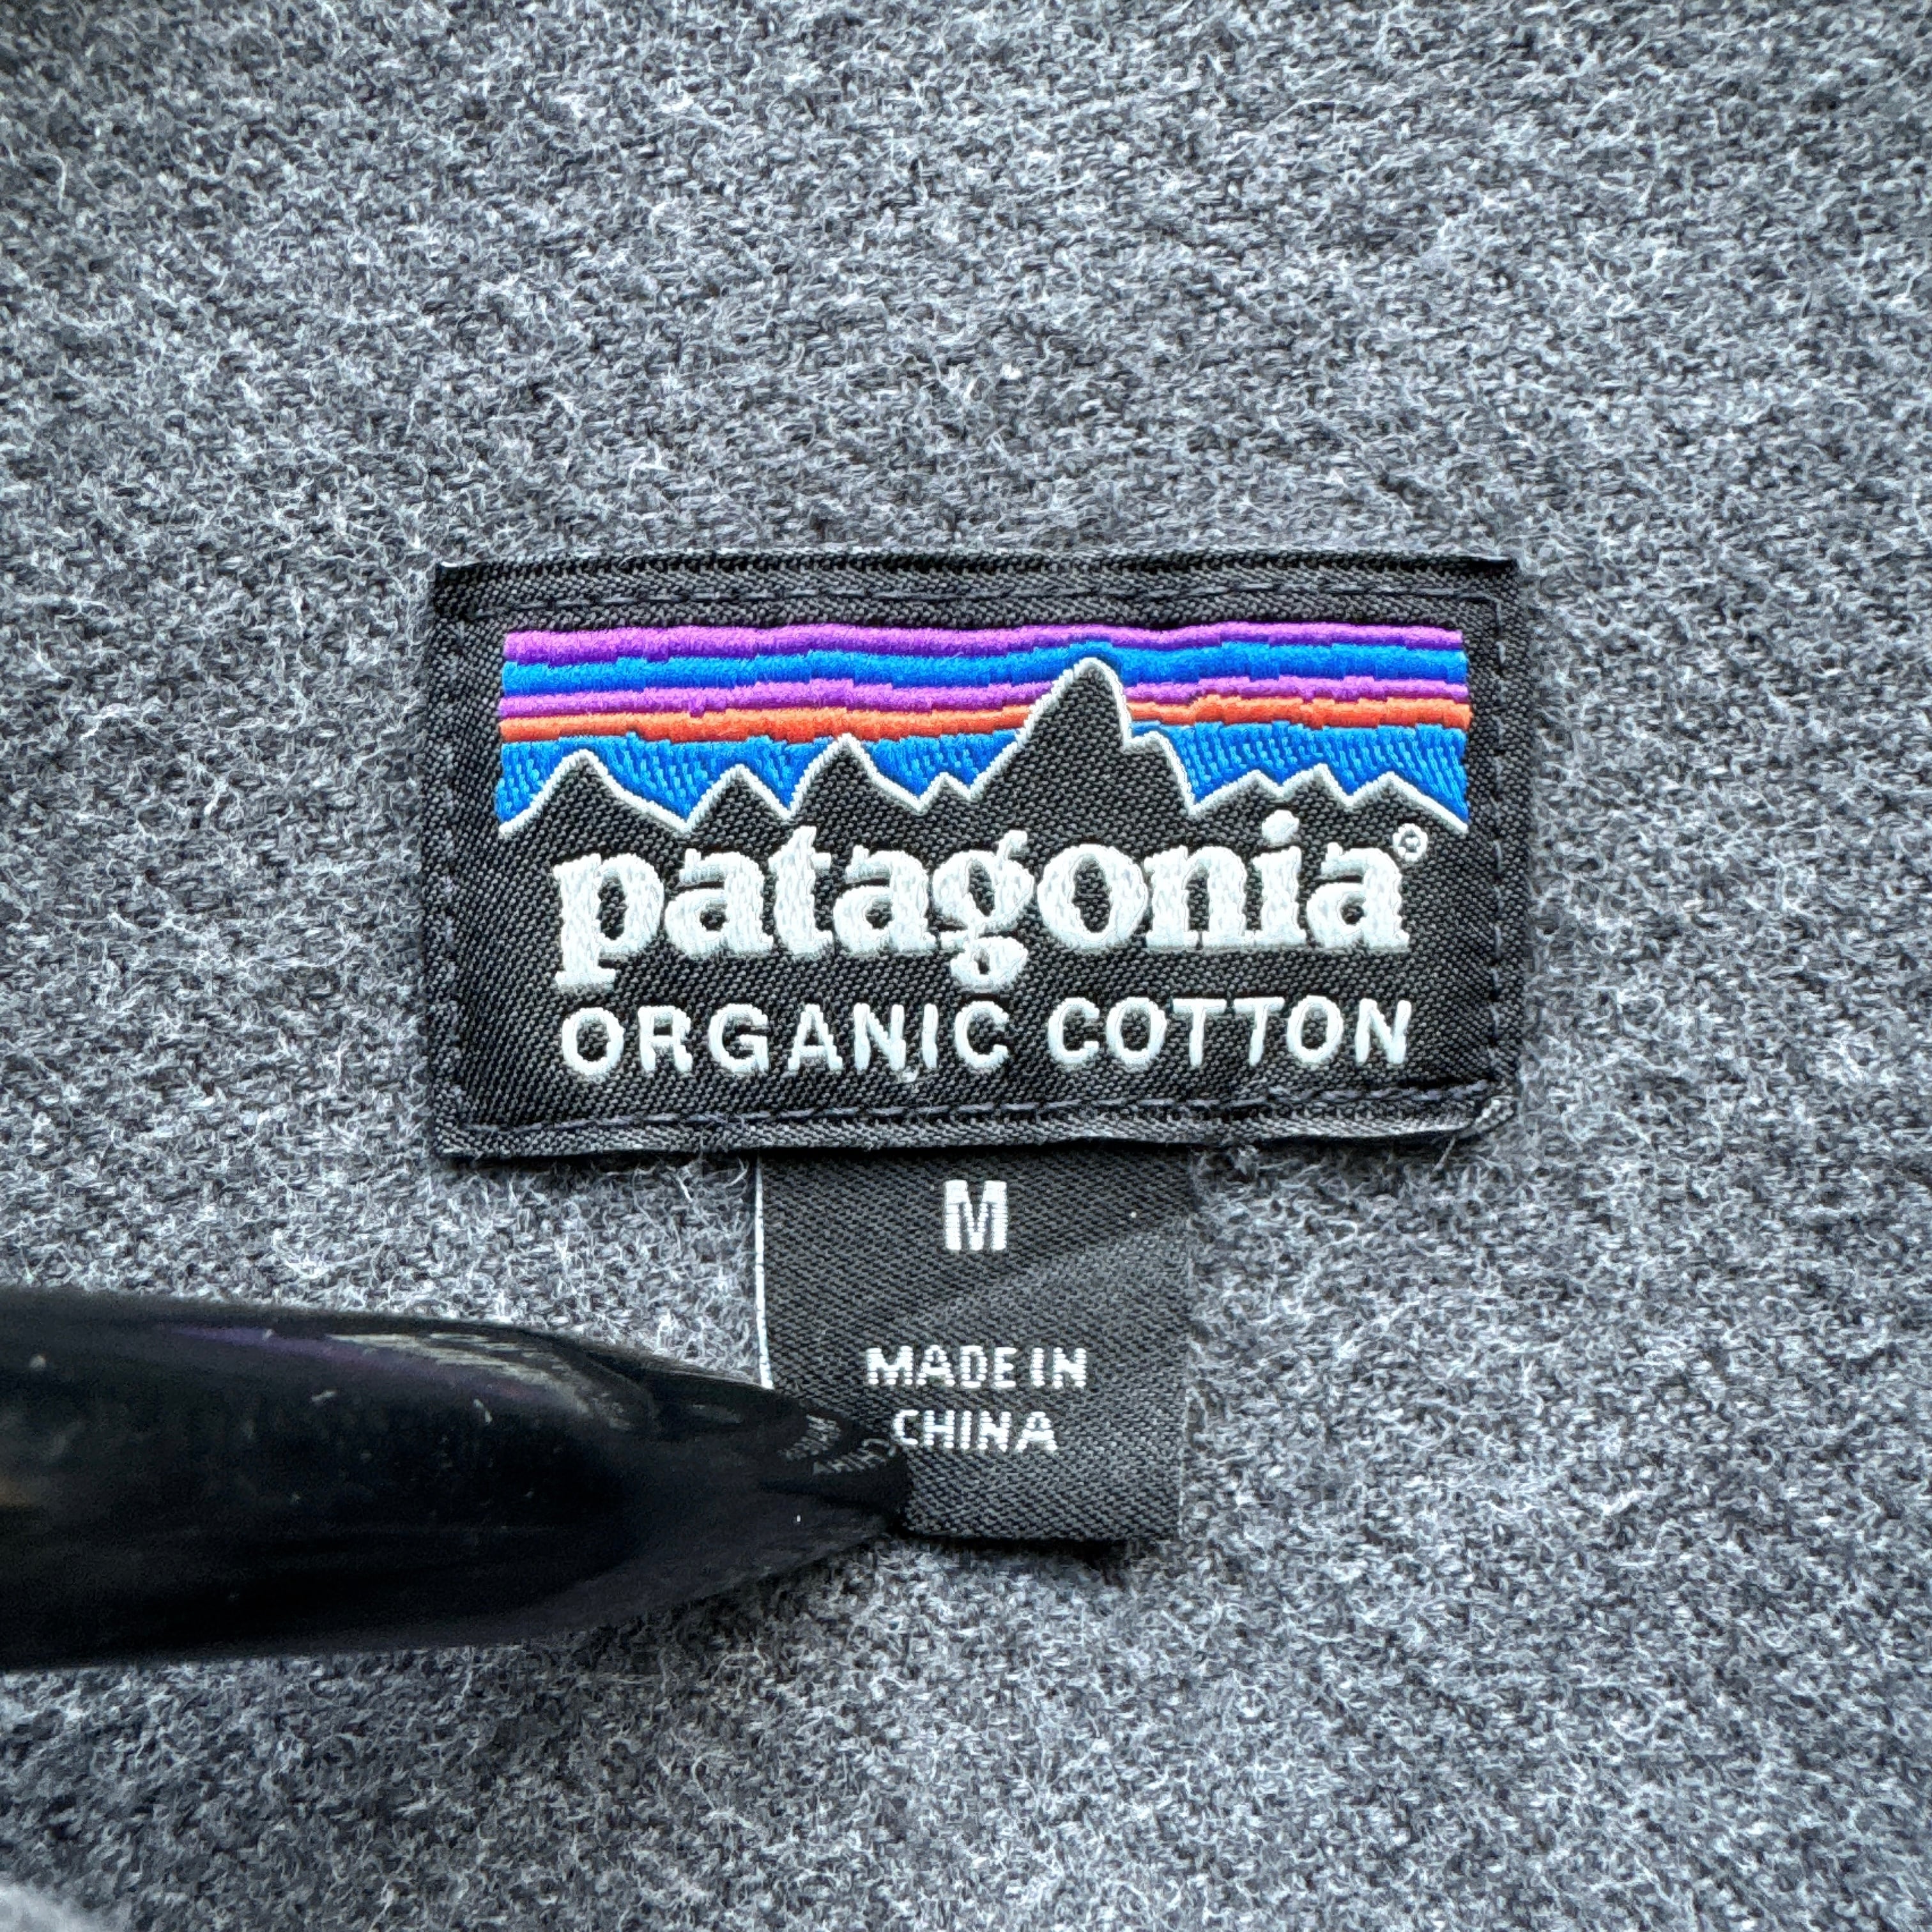 patagonia®
ORGANIC COTTON
M
MADE IN
CHINA